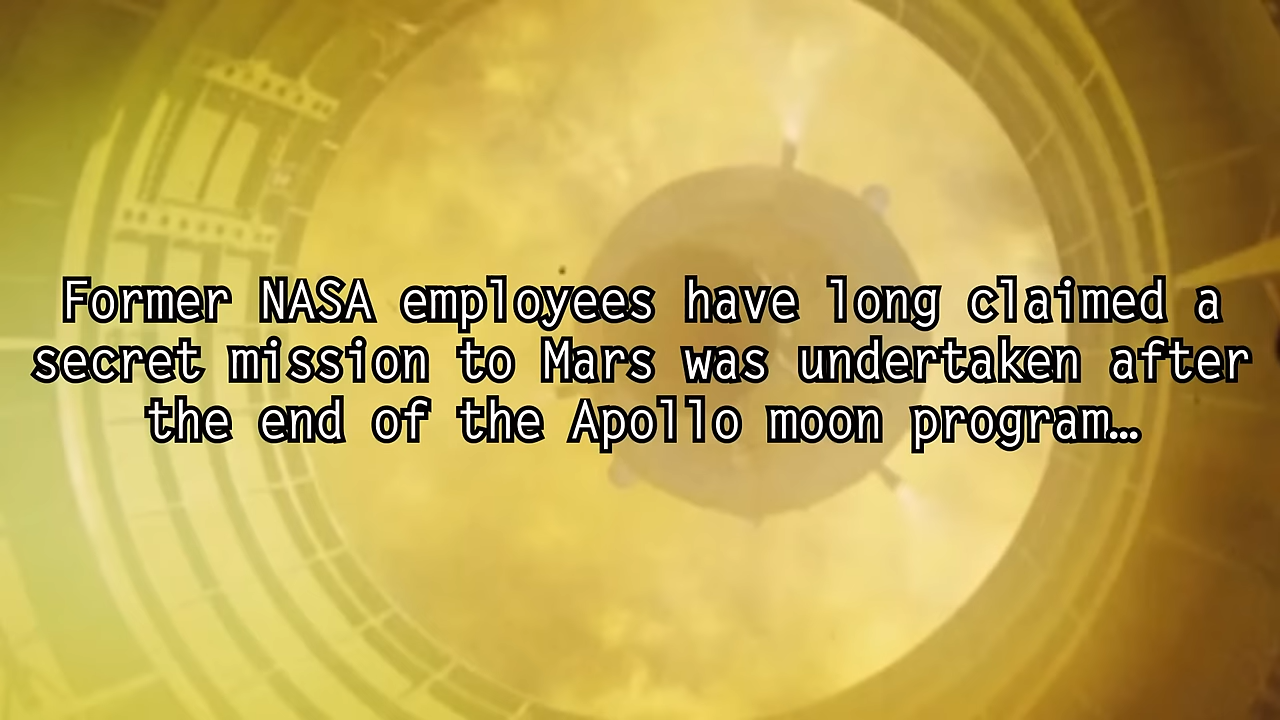 Former NASA employees have long claimed a
secret mission to Mars was undertaken after
the end of the Apollo moon program…